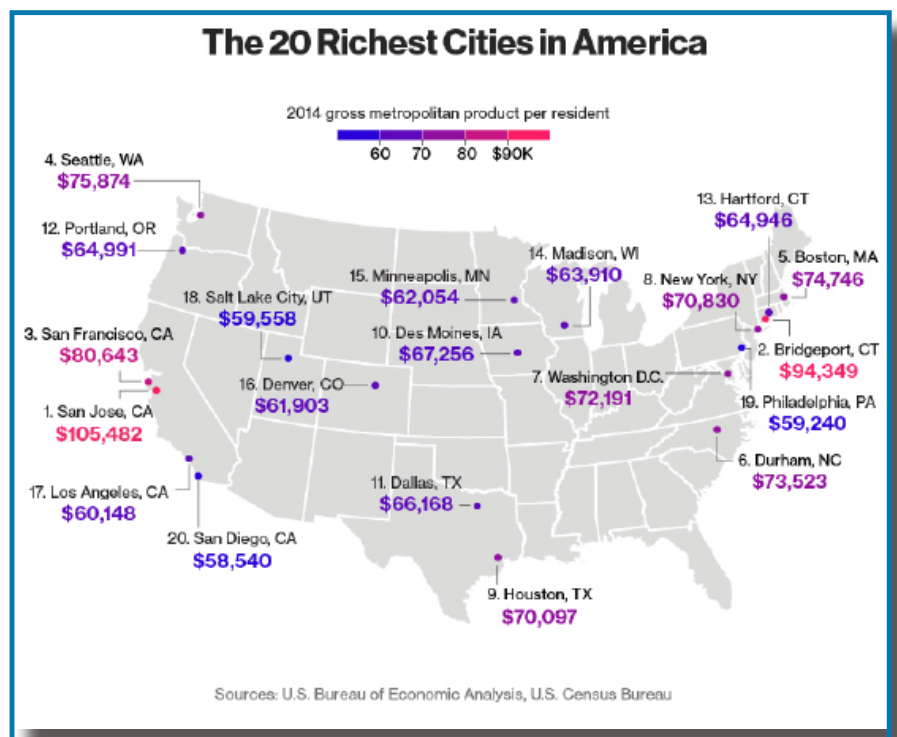 The 20 Richest Cities in America
2014 gross metropolitan product per resident
60 70 80 $90K
4. Seattle, WA
$75,874
12. Portland, OR
$64,991
13. Hartford, CT
$64,946
5. Boston, MA
$74,746
14. Madison, WI
$63,910
8. New York, NY
$70,830
15. Minneapolis, MN
$62,054
18. Salt Lake City, UT
$59,558
3. San Francisco, CA
$80,643
10. Des Moines, IA
$67,256
2. Bridgeport, CT
$94,349
7. Washington D.C.
$72,191
16. Denver, CO
$61,903
1. San Jose, CA
$105,482
19. Philadelphia, PA
$59,240
6. Durham, NC
$73,523
11. Dallas, TX
$66,168
17. Los Angeles, CA
$60,148
20. San Diego, CA
$58,540
9. Houston, TX
$70,097
Sources: U.S. Bureau of Economic Analysis, U.S. Census Bureau